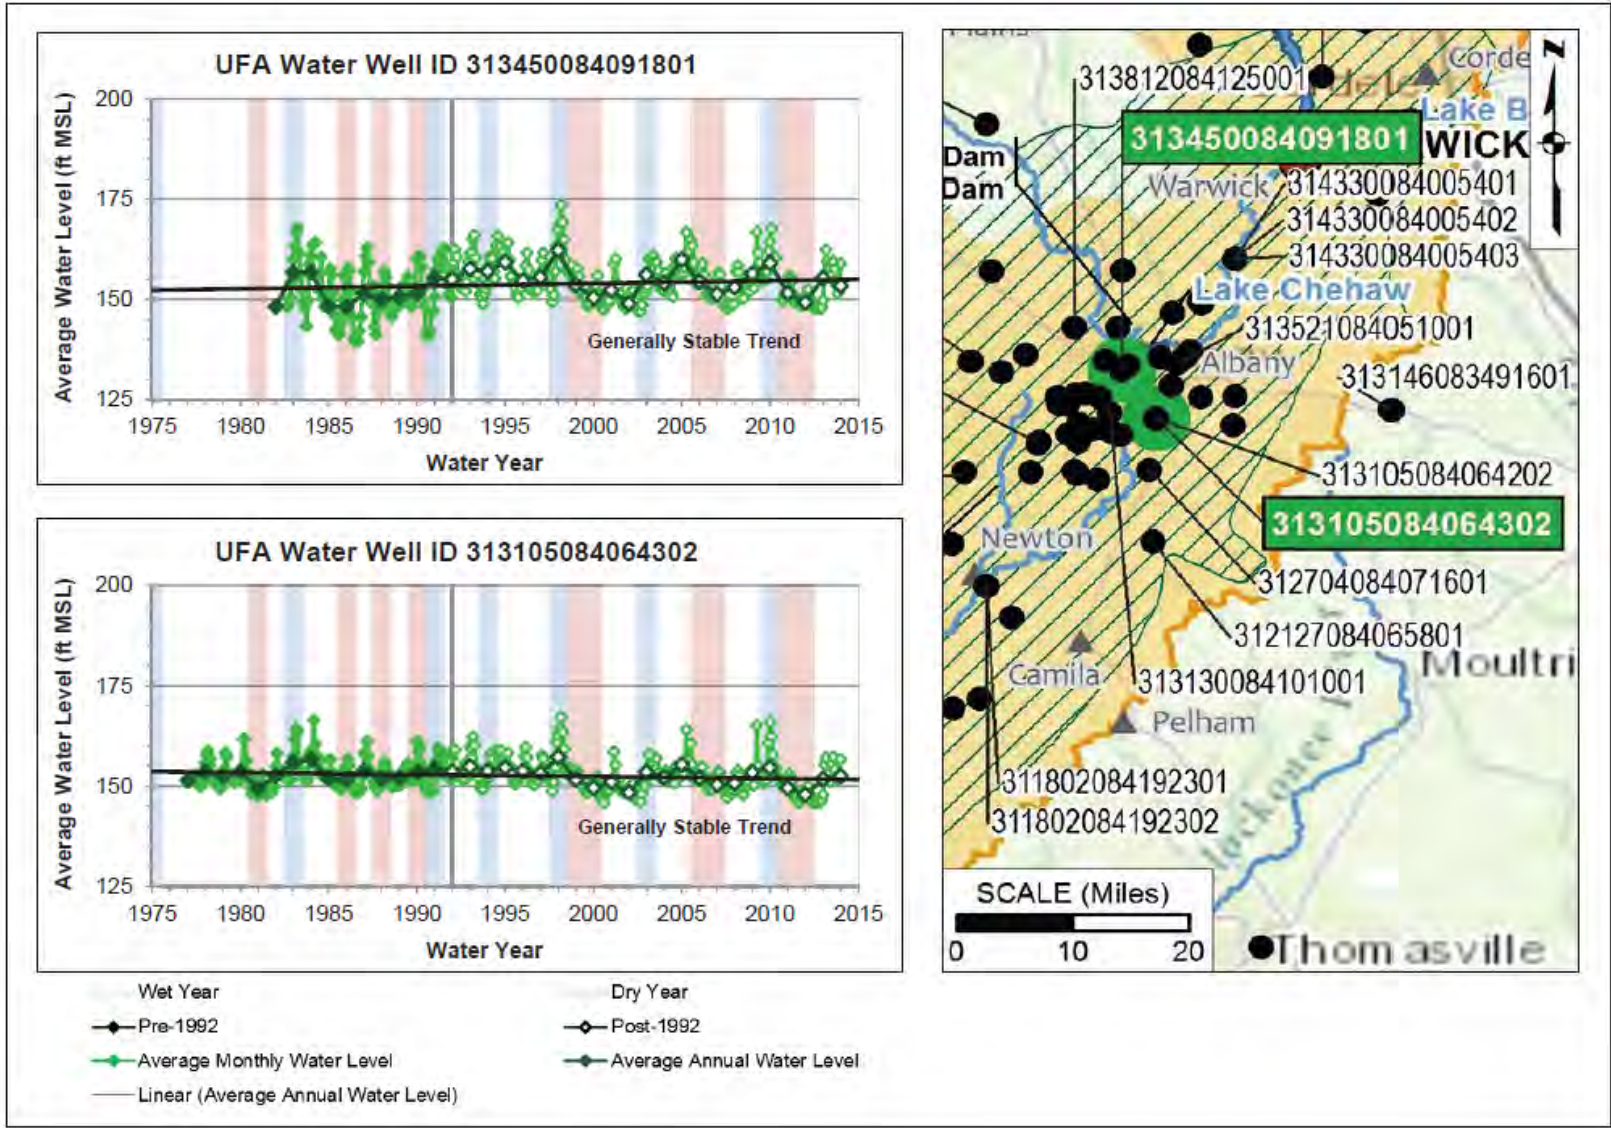 UFA Water Well ID 313450084091801
Average Water Level (ft MSL)
200
175
150
125
Generally Stable Trend
1975 1980 1985 1990 1995 2000 2005 2010 2015
Water Year
UFA Water Well ID 313105084064302
Average Water Level (ft MSL)
200
175
150
125
Generally Stable Trend
1975 1980 1985 1990 1995 2000 2005 2010 2015
Water Year
Wet Year
Dry Year
Pre-1992
Post-1992
Average Monthly Water Level
Average Annual Water Level
Linear (Average Annual Water Level)
Plains
Corde
313812084125001
Lake B
313450084091801
WICK
Dam
Dam
Warwick
314330084005401
314330084005402
314330084005403
Lake Chehaw
313521084051001
Albany
313146083491601
313105084064202
313105084064302
Newton
312704084071601
312127084065801
Moultri
Camila
313130084101001
Pelham
311802084192301
311802084192302
SCALE (Miles)
0 10 20
Thomasville
N